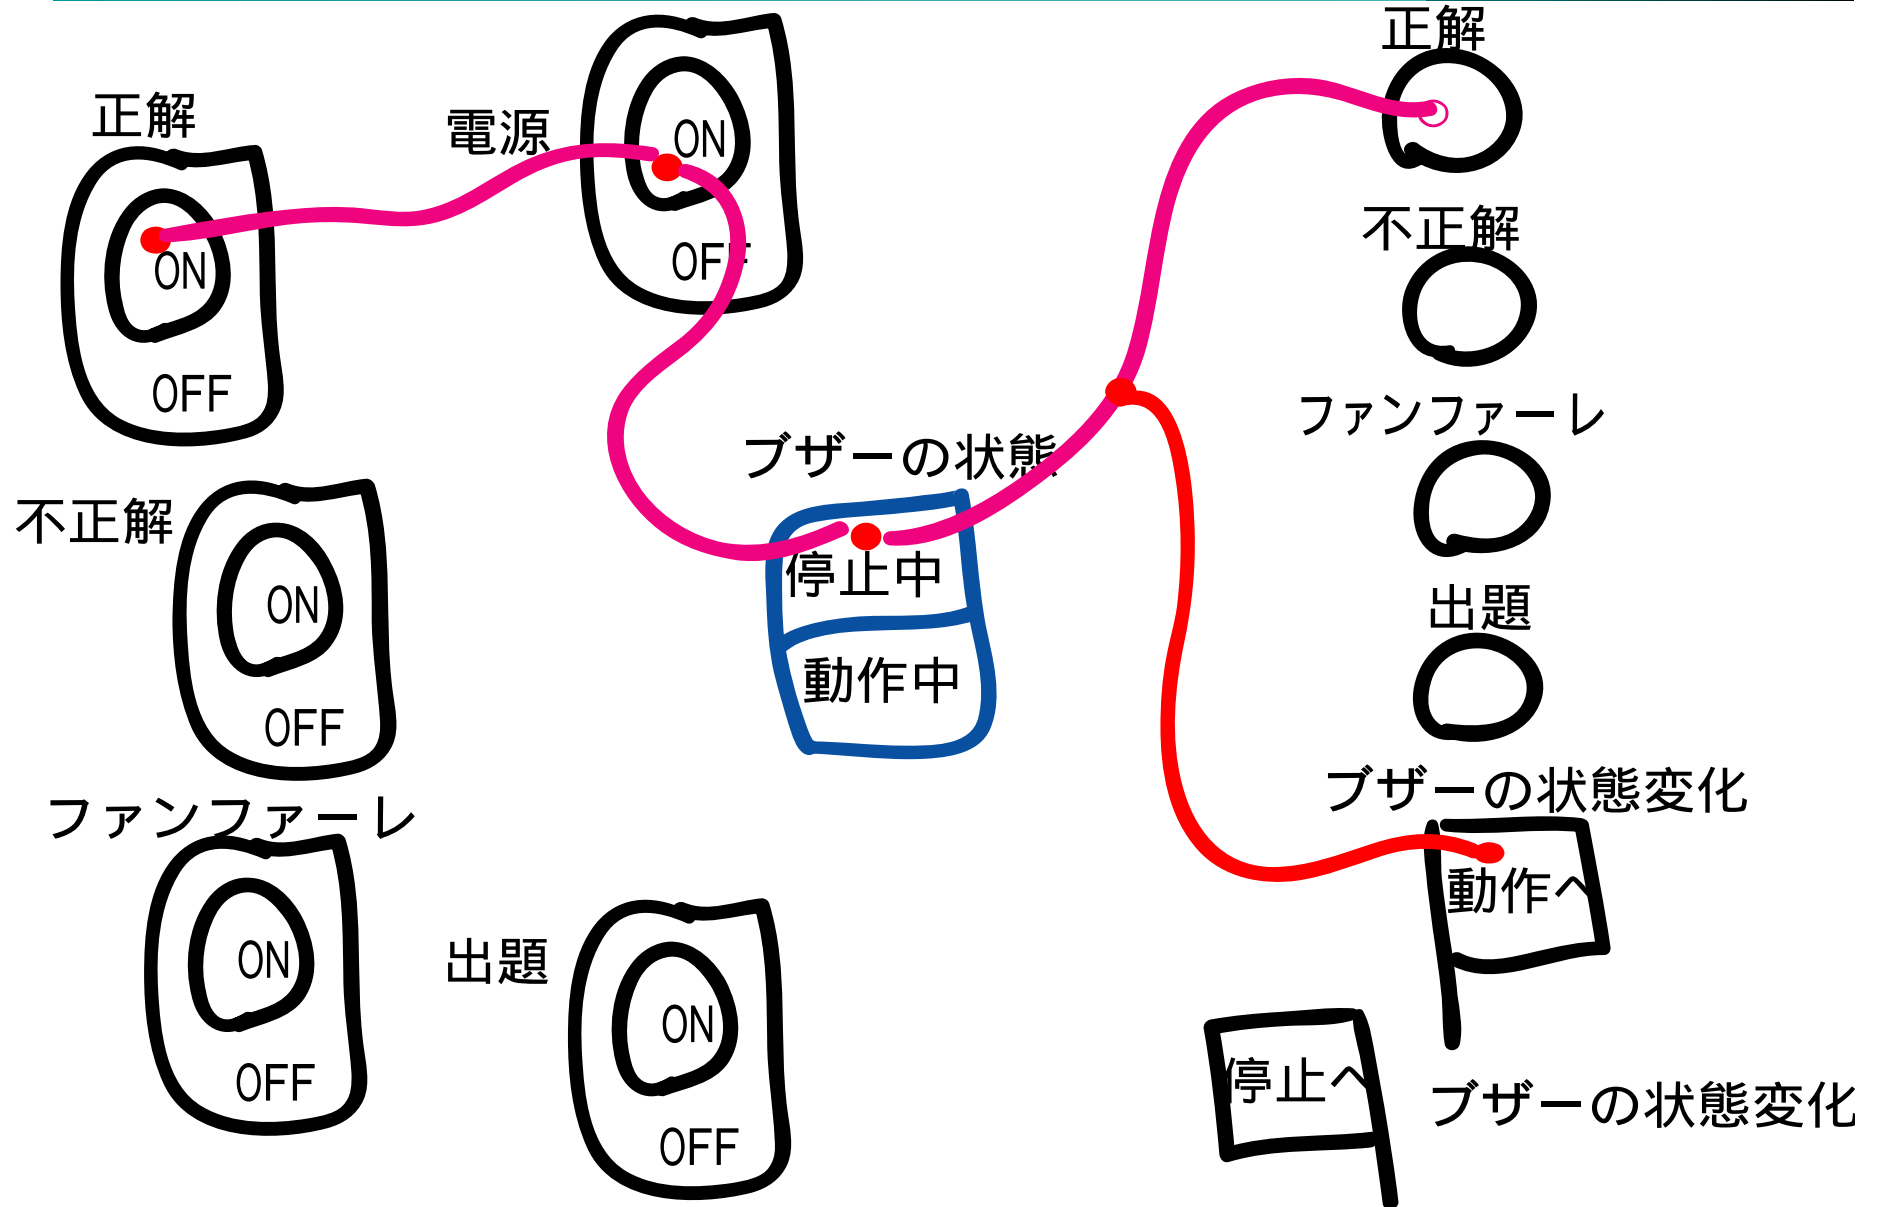 正解
ON
OFF
電源
ON
OFF
不正解
ON
OFF
ファンファーレ
ON
OFF
出題
ON
OFF
ブザーの状態
停止中
動作中
正解
不正解
ファンファーレ
出題
ブザーの状態変化
動作へ
停止へ
ブザーの状態変化